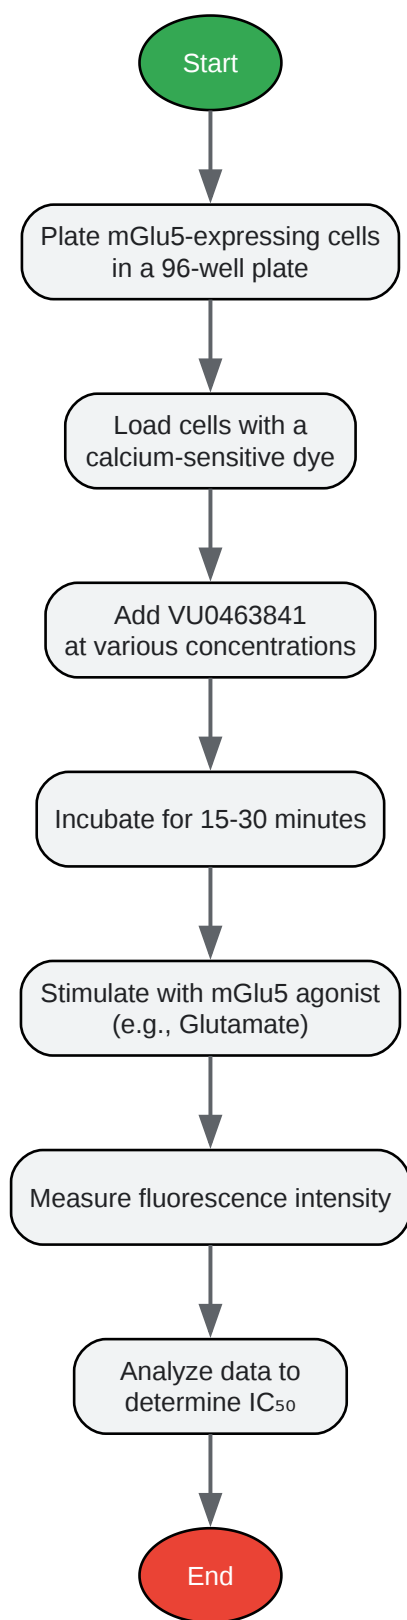 Start
Plate mGlu5-expressing cells
in a 96-well plate
Load cells with a
calcium-sensitive dye
Add VU0463841
at various concentrations
Incubate for 15-30 minutes
Stimulate with mGlu5 agonist
(e.g., Glutamate)
Measure fluorescence intensity
Analyze data to
determine IC₅₀
End